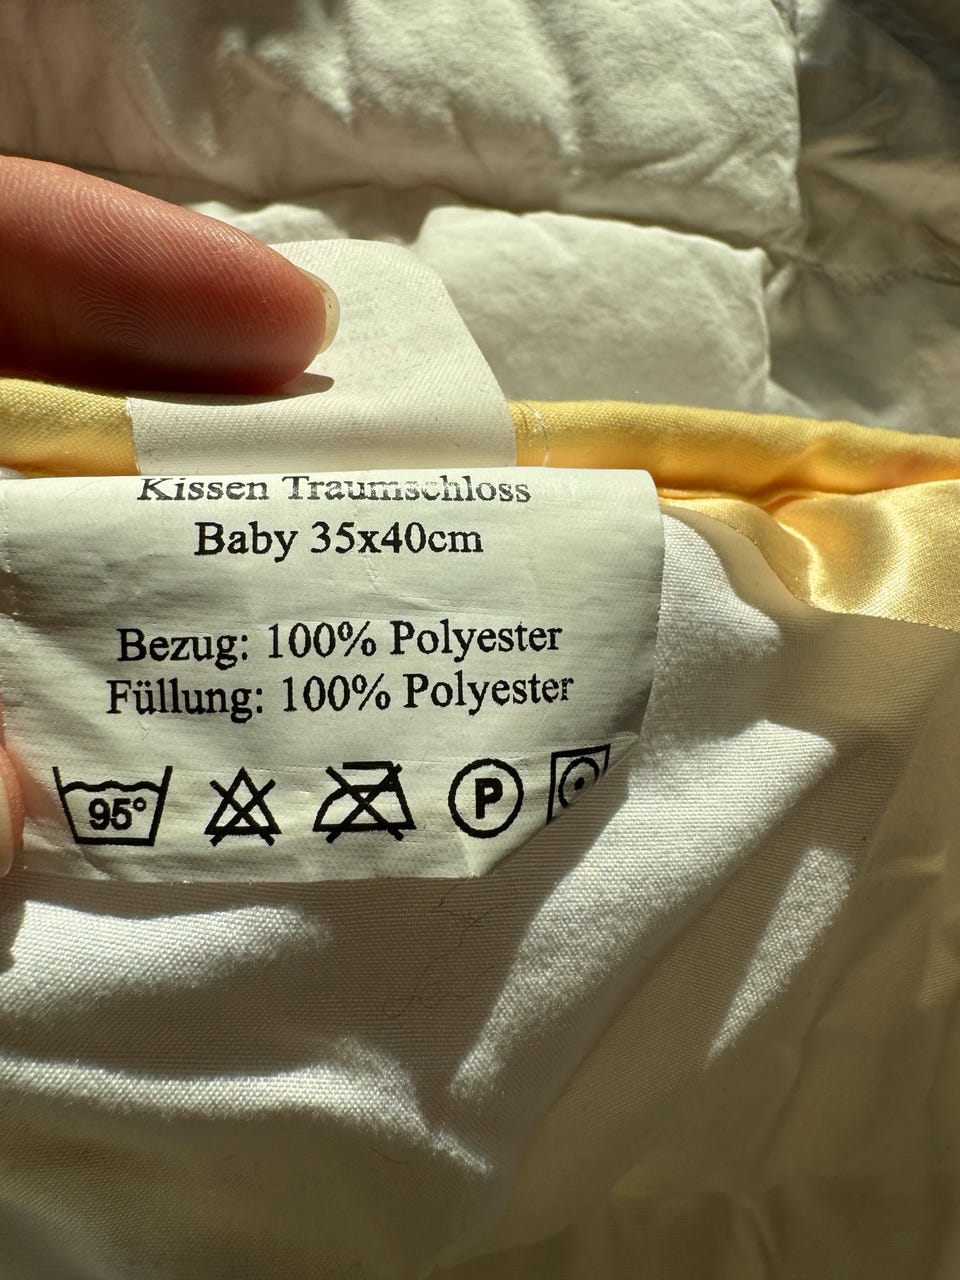 Kissen Traumschloss
Baby 35x40cm
Bezug: 100% Polyester
Füllung: 100% Polyester
95° P